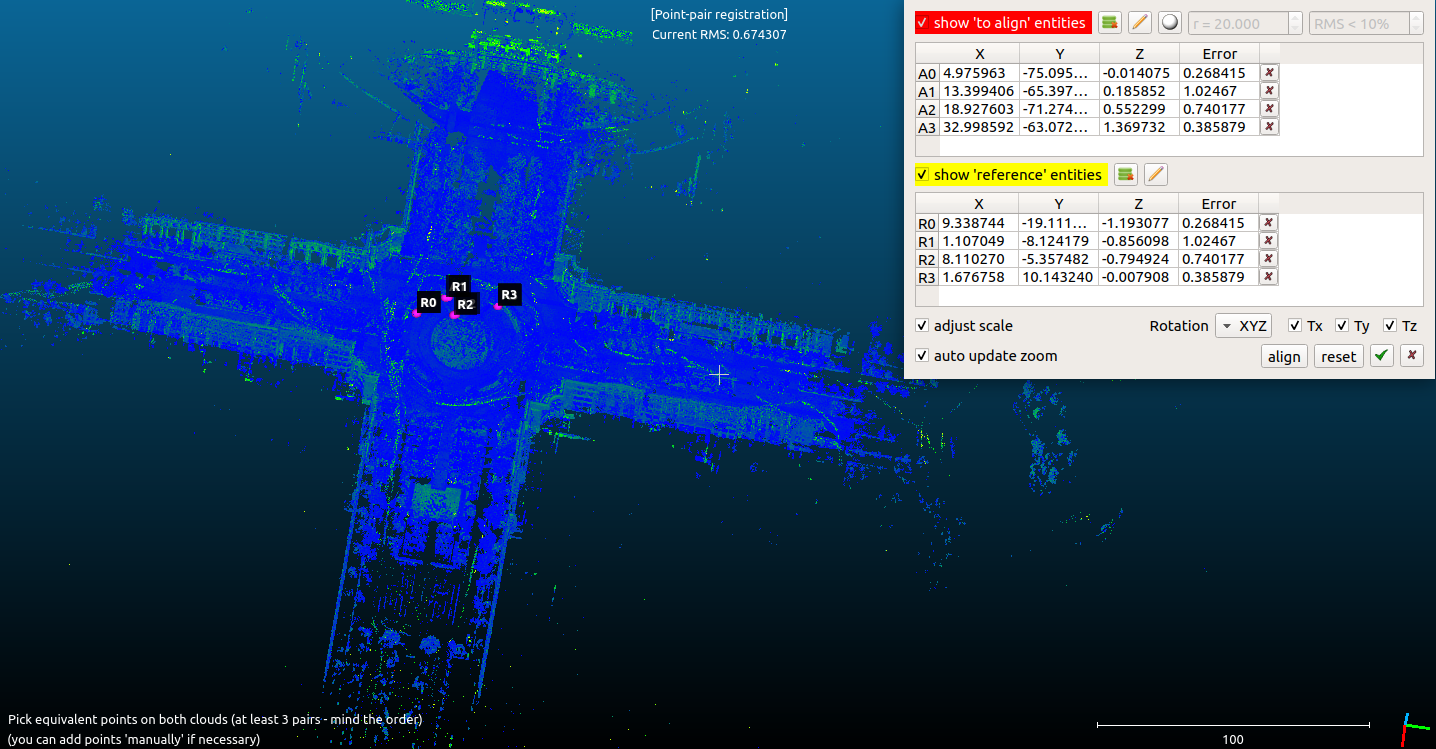 [Point-pair registration]
Current RMS: 0.674307
show 'to align' entities
r = 20.000
RMS < 10%
X Y Z Error
A0 4.975963 -75.095… -0.014075 0.268415
A1 13.399406 -65.397… 0.185852 1.02467
A2 18.927603 -71.274… 0.552299 0.740177
A3 32.998592 -63.072… 1.369732 0.385879
show 'reference' entities
X Y Z Error
R0 9.338744 -19.111… -1.193077 0.268415
R1 1.107049 -8.124179 -0.856098 1.02467
R2 8.110270 -5.357482 -0.794924 0.740177
R3 1.676758 10.143240 -0.007908 0.385879
adjust scale Rotation XYZ Tx Ty Tz
auto update zoom align reset
R1
R0
R2
R3
Pick equivalent points on both clouds (at least 3 pairs - mind the order)
(you can add points 'manually' if necessary)
100